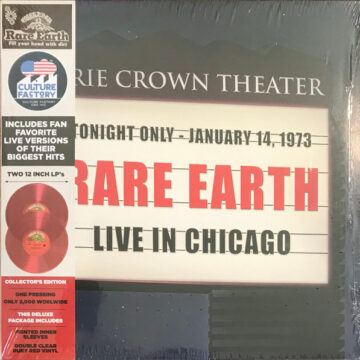 Rare Earth
Fill your head with dirt
CULTURE
FACTORY
INCLUDES FAN
FAVORITE
LIVE VERSIONS
OF THEIR
BIGGEST HITS
TWO 12 INCH LP's
COLLECTOR'S EDITION
ONE PRESSING
ONLY 2,000 WORLWIDE
THIS DELUXE
PACKAGE INCLUDES
PRINTED INNER
SLEEVES
DOUBLE CLEAR
RUBY RED VINYL
RIE CROWN THEATER
TONIGHT ONLY - JANUARY 14, 1973
RARE EARTH
LIVE IN CHICAGO